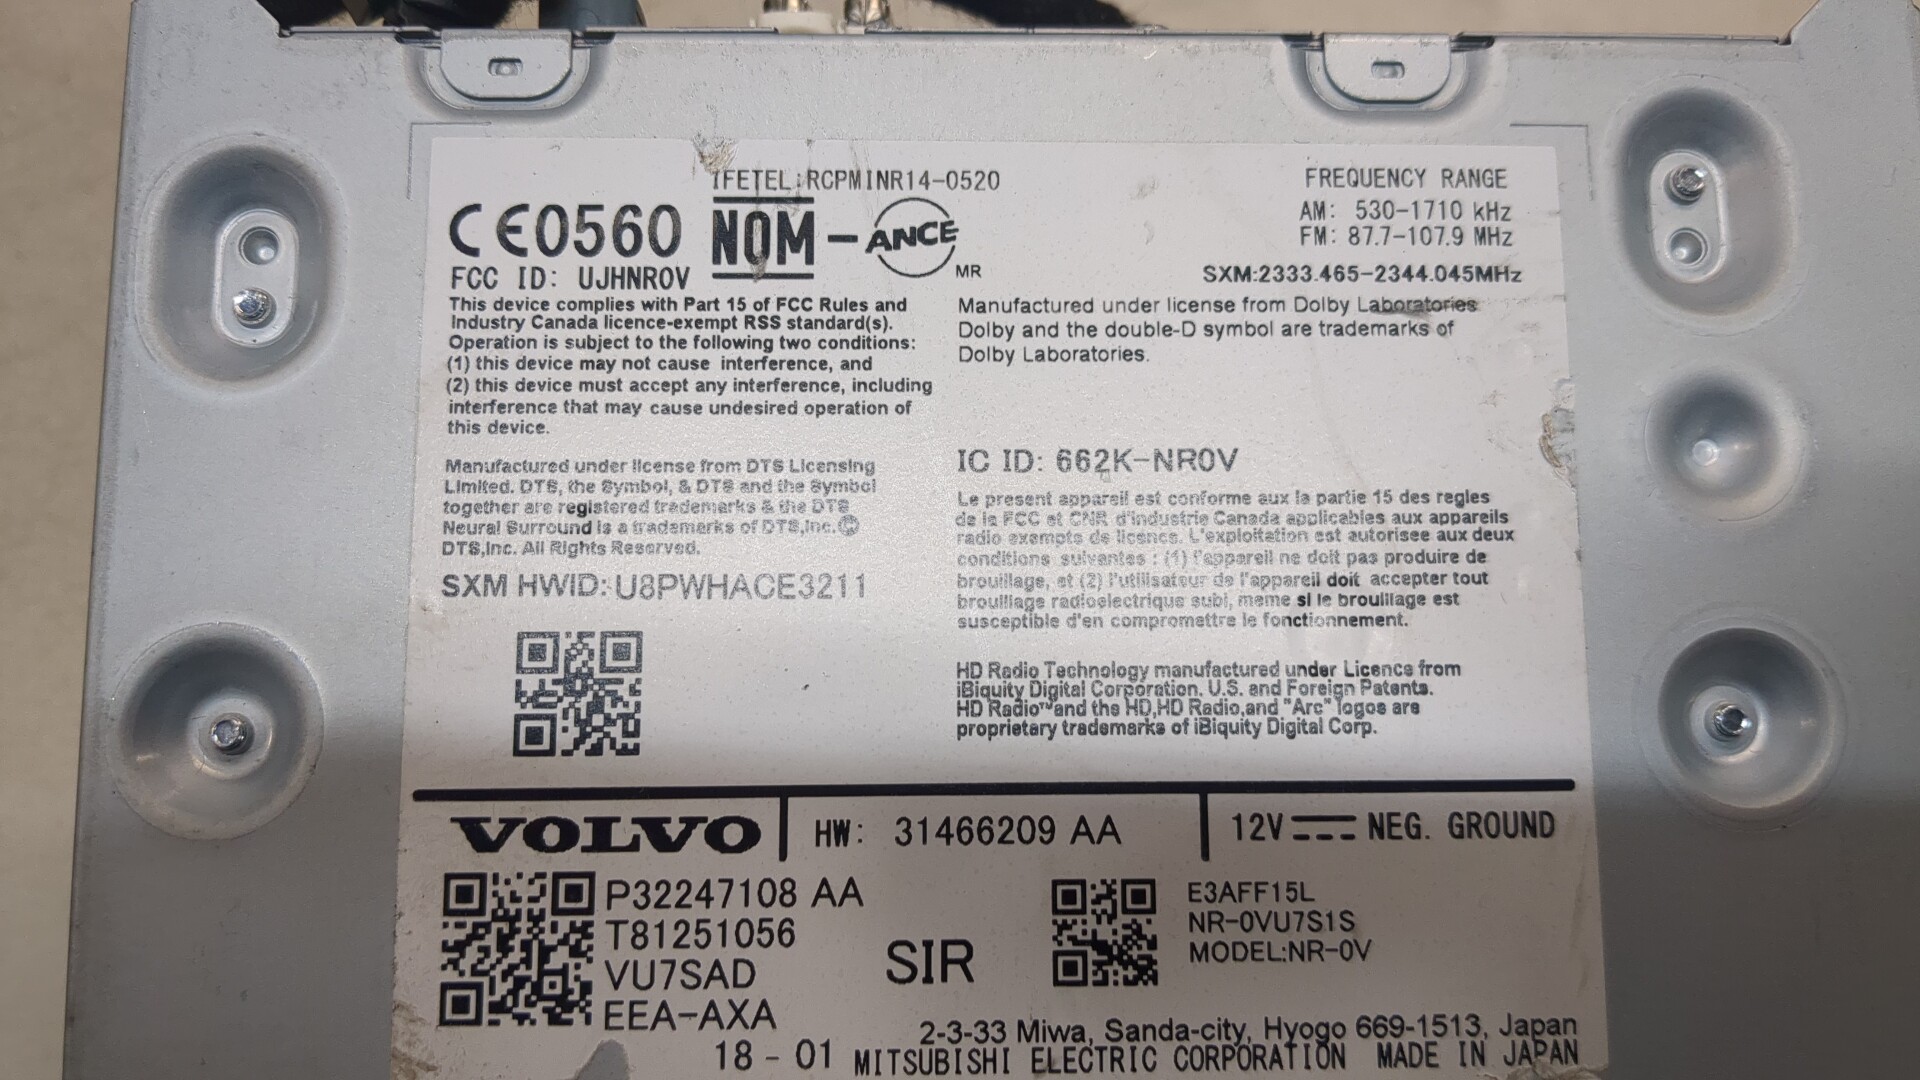 IFETEL:RCPMINR14-0520
CE0560 NOM-ANCE MR
FCC ID: UJHNR0V
This device complies with Part 15 of FCC Rules and
Industry Canada licence-exempt RSS standard(s).
Operation is subject to the following two conditions:
(1) this device may not cause interference, and
(2) this device must accept any interference, including
interference that may cause undesired operation of
this device.
Manufactured under license from DTS Licensing
Limited. DTS, the Symbol, & DTS and the Symbol
together are registered trademarks & the DTS
Neural Surround is a trademarks of DTS,Inc.©
DTS,Inc. All Rights Reserved.
SXM HWID:U8PWHACE3211
FREQUENCY RANGE
AM: 530-1710 kHz
FM: 87.7-107.9 MHz
SXM:2333.465-2344.045MHz
Manufactured under license from Dolby Laboratories
Dolby and the double-D symbol are trademarks of
Dolby Laboratories.
IC ID: 662K-NR0V
Le present appareil est conforme aux la partie 15 des regles
de la FCC et CNR d'industrie Canada applicables aux appareils
radio exempts de licence. L'exploitation est autorisee aux deux
conditions suivantes : (1) l'appareil ne doit pas produire de
brouillage, et (2) l'utilisateur de l'appareil doit accepter tout
brouillage radioelectrique subi, meme si le brouillage est
susceptible d'en compromettre le fonctionnement.
HD Radio Technology manufactured under Licence from
iBiquity Digital Corporation. U.S. and Foreign Patents.
HD Radio™and the HD,HD Radio,and "Arc" logos are
proprietary trademarks of iBiquity Digital Corp.
VOLVO
HW: 31466209 AA
12V NEG. GROUND
P32247108 AA
T81251056
VU7SAD
EEA-AXA
SIR
E3AFF15L
NR-0VU7S1S
MODEL:NR-0V
2-3-33 Miwa, Sanda-city, Hyogo 669-1513, Japan
18-01 MITSUBISHI ELECTRIC CORPORATION MADE IN JAPAN